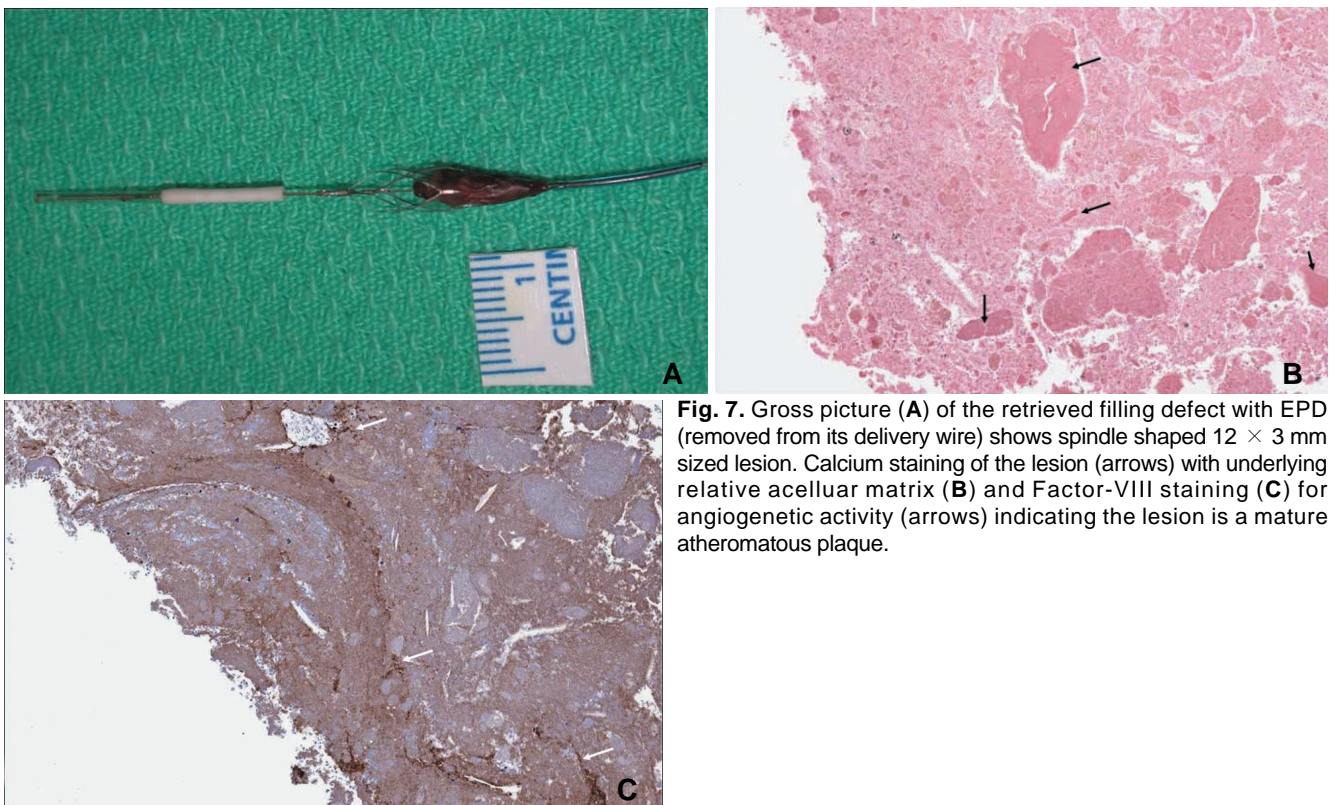 1
CENTIN
A
B
C
Fig. 7. Gross picture (A) of the retrieved filling defect with EPD
(removed from its delivery wire) shows spindle shaped 12 × 3 mm
sized lesion. Calcium staining of the lesion (arrows) with underlying
relative acelluar matrix (B) and Factor-VIII staining (C) for
angiogenetic activity (arrows) indicating the lesion is a mature
atheromatous plaque.